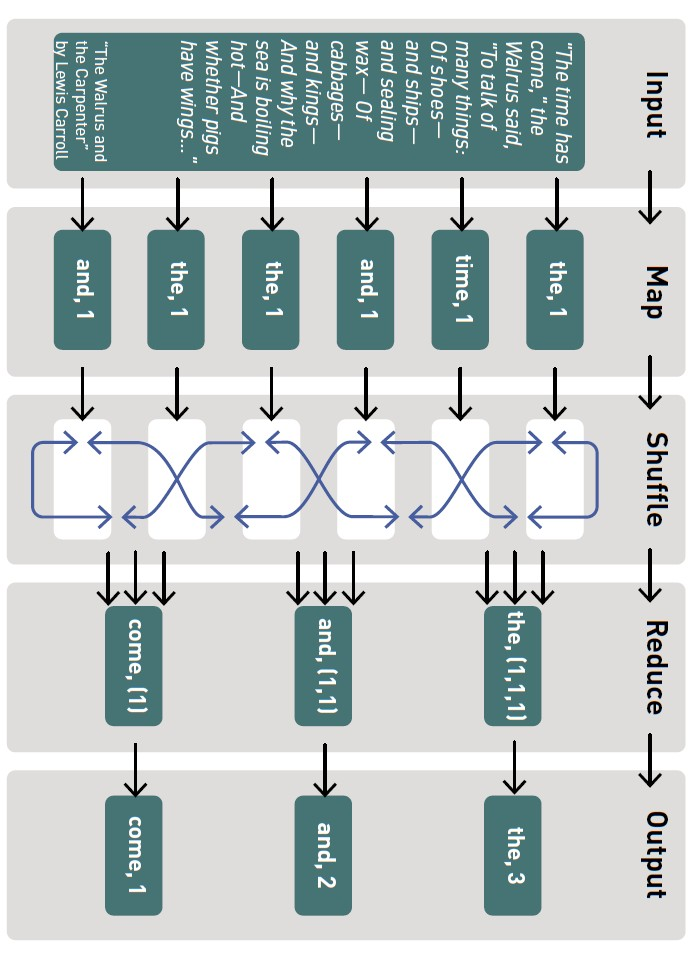 Input
"The time has
come," the
Walrus said,
"To talk of
many things:
Of shoes—
and ships—
and sealing
wax— Of
cabbages—
and kings—
And why the
sea is boiling
hot—And
whether pigs
have wings... "
"The Walrus and
the Carpenter"
by Lewis Carroll
Map
the, 1
time, 1
and, 1
the, 1
the, 1
and, 1
Shuffle
Reduce
the, (1,1,1)
and, (1,1)
come, (1)
Output
the, 3
and, 2
come, 1